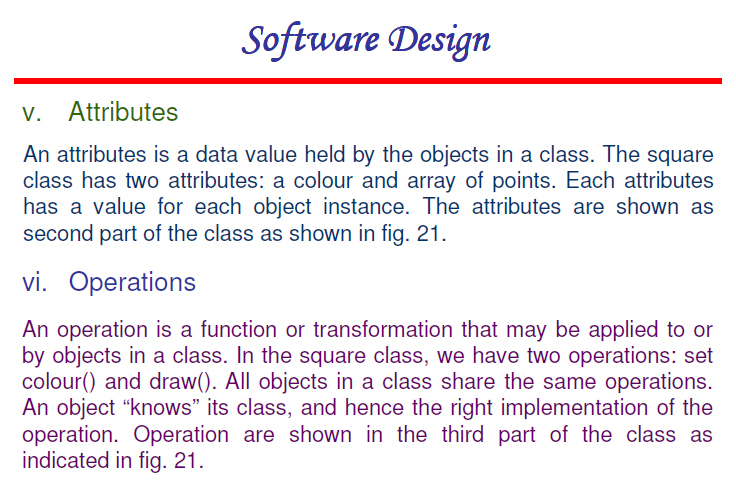 Software Design
v. Attributes
An attributes is a data value held by the objects in a class. The square
class has two attributes: a colour and array of points. Each attributes
has a value for each object instance. The attributes are shown as
second part of the class as shown in fig. 21.
vi. Operations
An operation is a function or transformation that may be applied to or
by objects in a class. In the square class, we have two operations: set
colour() and draw(). All objects in a class share the same operations.
An object “knows” its class, and hence the right implementation of the
operation. Operation are shown in the third part of the class as
indicated in fig. 21.